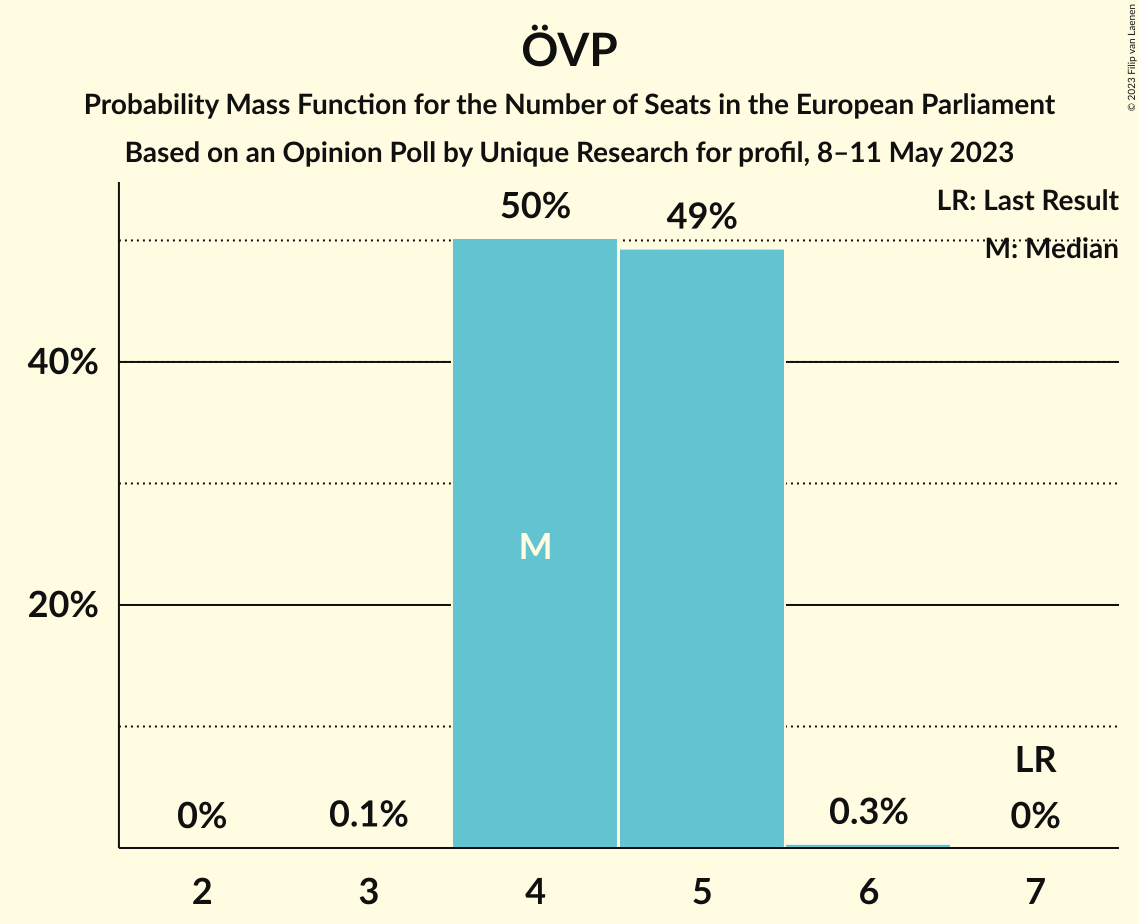 ÖVP
Probability Mass Function for the Number of Seats in the European Parliament
Based on an Opinion Poll by Unique Research for profil, 8–11 May 2023
© 2023 Filip van Laenen
LR: Last Result
M: Median
50%
49%
40%
20%
M
LR
0%
0.1%
0.3%
0%
2 3 4 5 6 7